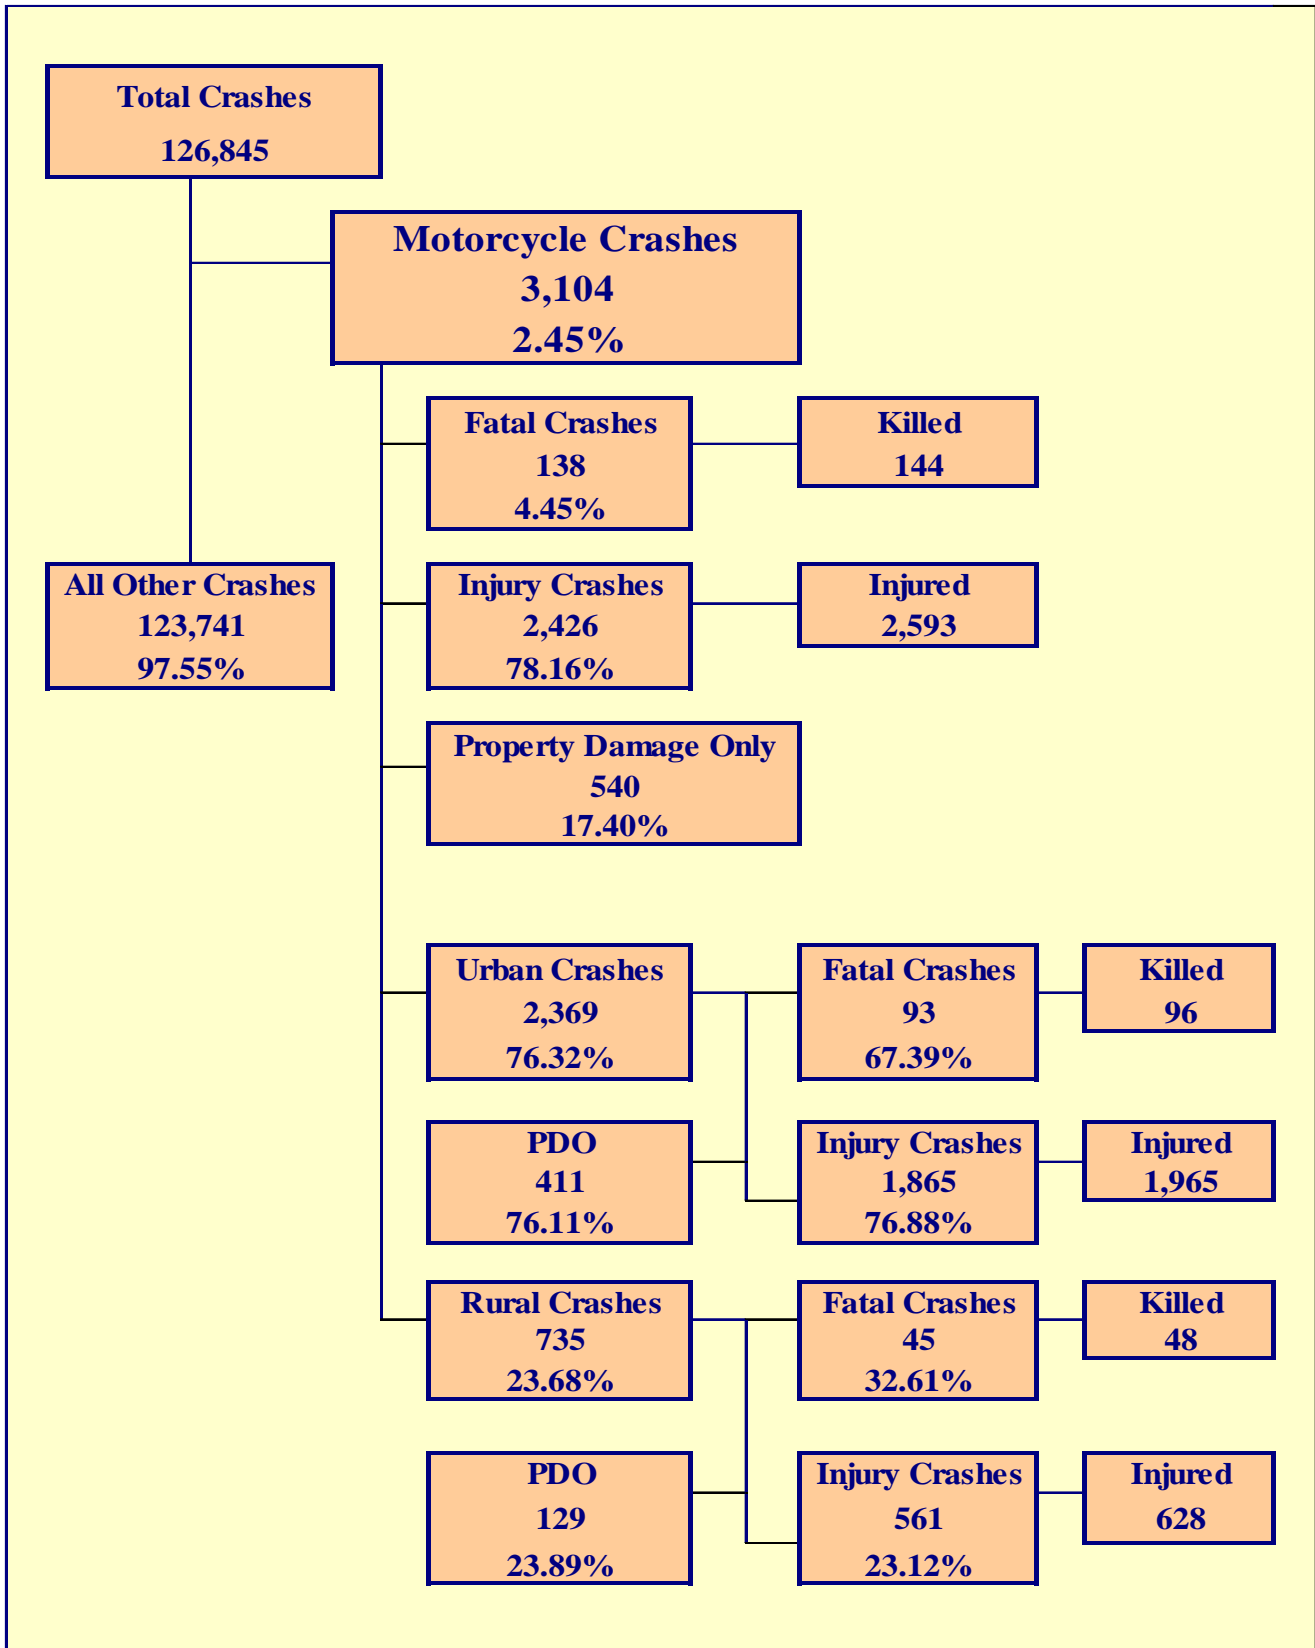 Total Crashes
126,845
Motorcycle Crashes
3,104
2.45%
Fatal Crashes
138
4.45%
Killed
144
All Other Crashes
123,741
97.55%
Injury Crashes
2,426
78.16%
Injured
2,593
Property Damage Only
540
17.40%
Urban Crashes
2,369
76.32%
Fatal Crashes
93
67.39%
Killed
96
PDO
411
76.11%
Injury Crashes
1,865
76.88%
Injured
1,965
Rural Crashes
735
23.68%
Fatal Crashes
45
32.61%
Killed
48
PDO
129
23.89%
Injury Crashes
561
23.12%
Injured
628